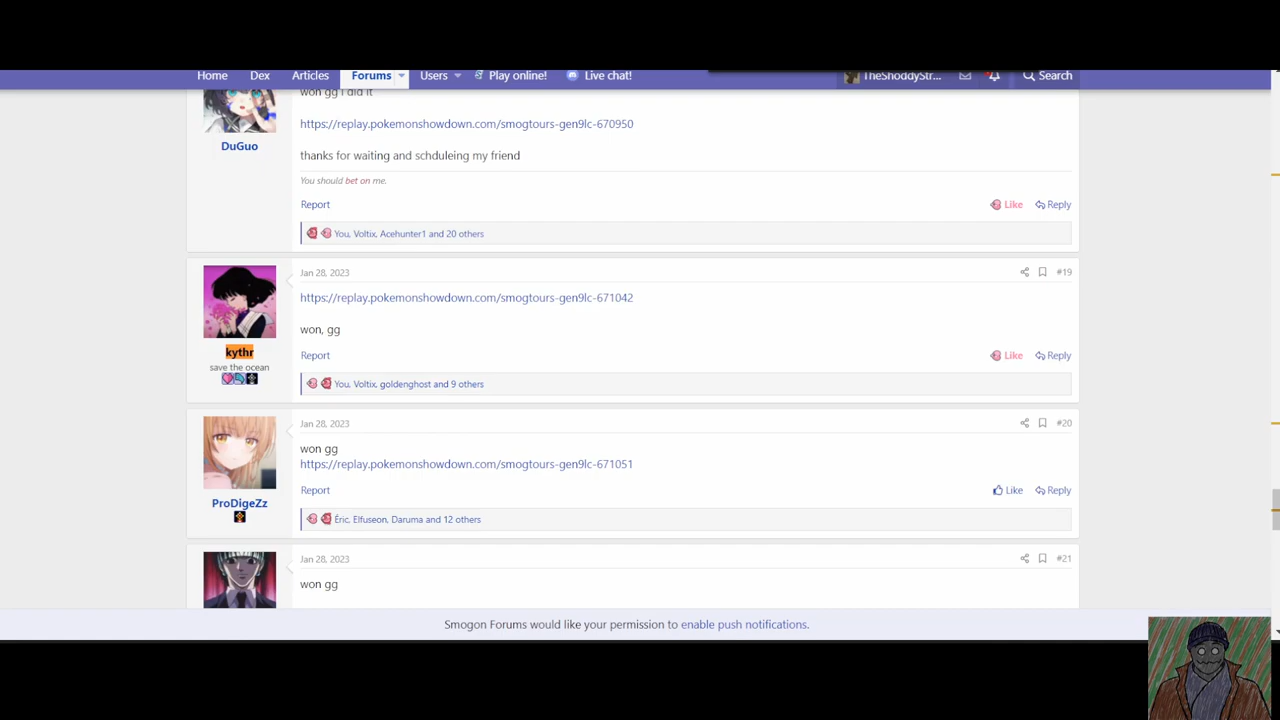 Home Dex Articles Forums Users Play online! Live chat! TheShoddyStr... Search
won gg I did it
https://replay.pokemonshowdown.com/smogtours-gen9lc-670950
DuGuo
thanks for waiting and schduleing my friend
You should bet on me.
Report Like Reply
You, Voltix, Acehunter1 and 20 others
Jan 28, 2023 #19
https://replay.pokemonshowdown.com/smogtours-gen9lc-671042
won, gg
kythr
save the ocean
Report Like Reply
You, Voltix, goldenghost and 9 others
Jan 28, 2023 #20
won gg
https://replay.pokemonshowdown.com/smogtours-gen9lc-671051
Report Like Reply
ProDigeZz
Éric, Elfuseon, Daruma and 12 others
Jan 28, 2023 #21
won gg
Smogon Forums would like your permission to enable push notifications.